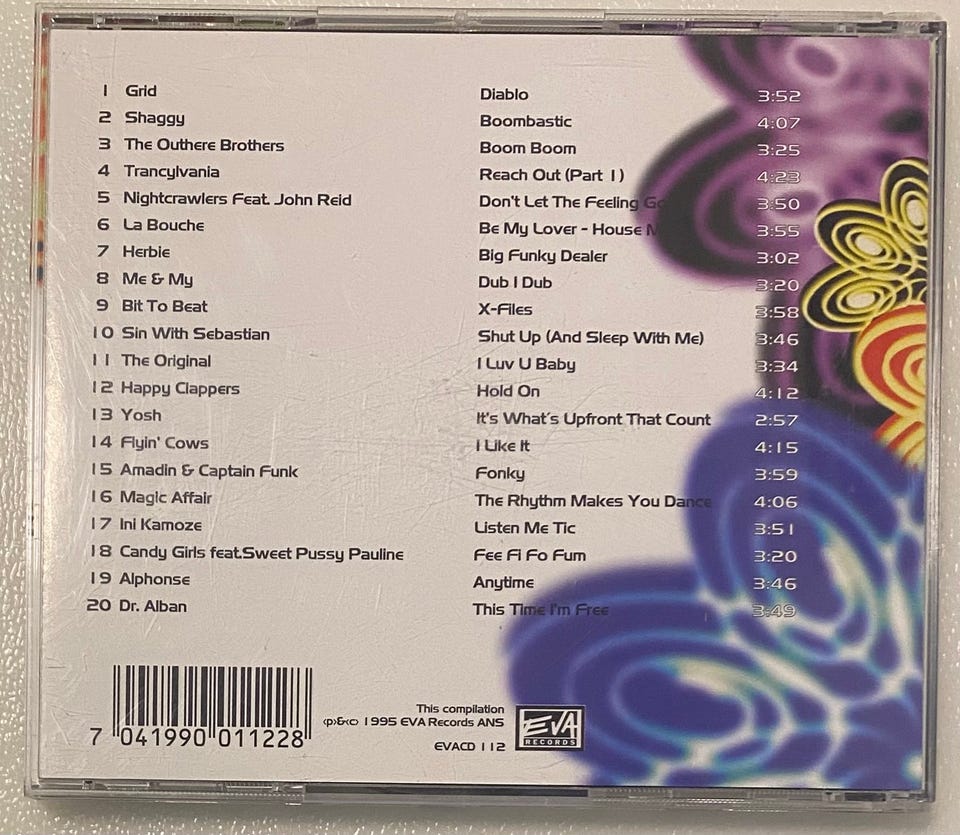 1 Grid Diablo 3:52
2 Shaggy Boombastic 4:07
3 The Outhere Brothers Boom Boom 3:25
4 Trancylvania Reach Out (Part 1) 4:23
5 Nightcrawlers Feat. John Reid Don't Let The Feeling Go 3:50
6 La Bouche Be My Lover - House M 3:55
7 Herbie Big Funky Dealer 3:02
8 Me & My Dub I Dub 3:20
9 Bit To Beat X-Files 3:58
10 Sin With Sebastian Shut Up (And Sleep With Me) 3:46
11 The Original I Luv U Baby 3:34
12 Happy Clappers Hold On 4:12
13 Yosh It's What's Upfront That Count 2:57
14 Flyin' Cows I Like It 4:15
15 Amadin & Captain Funk Fonky 3:59
16 Magic Affair The Rhythm Makes You Dance 4:06
17 Ini Kamoze Listen Me Tic 3:51
18 Candy Girls feat.Sweet Pussy Pauline Fee Fi Fo Fum 3:20
19 Alphonse Anytime 3:46
20 Dr. Alban This Time I'm Free 3:49
This compilation
(p)&(c) 1995 EVA Records ANS
EVACD 112
EVA
RECORDS
7 041990 011228